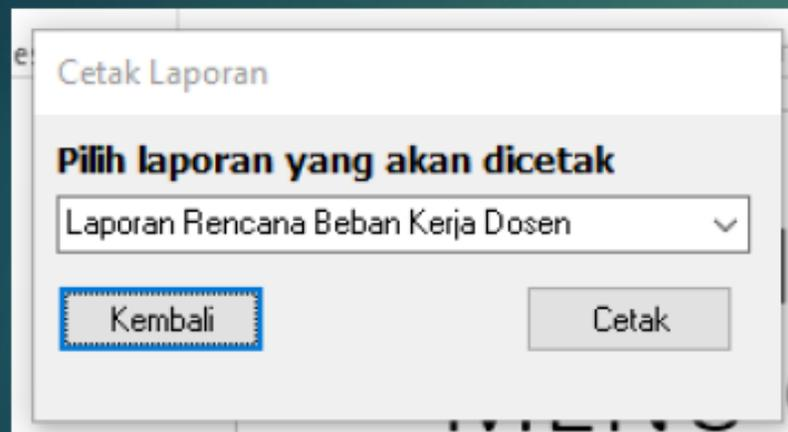 Cetak Laporan
Pilih laporan yang akan dicetak
Laporan Rencana Beban Kerja Dosen
Kembali
Cetak